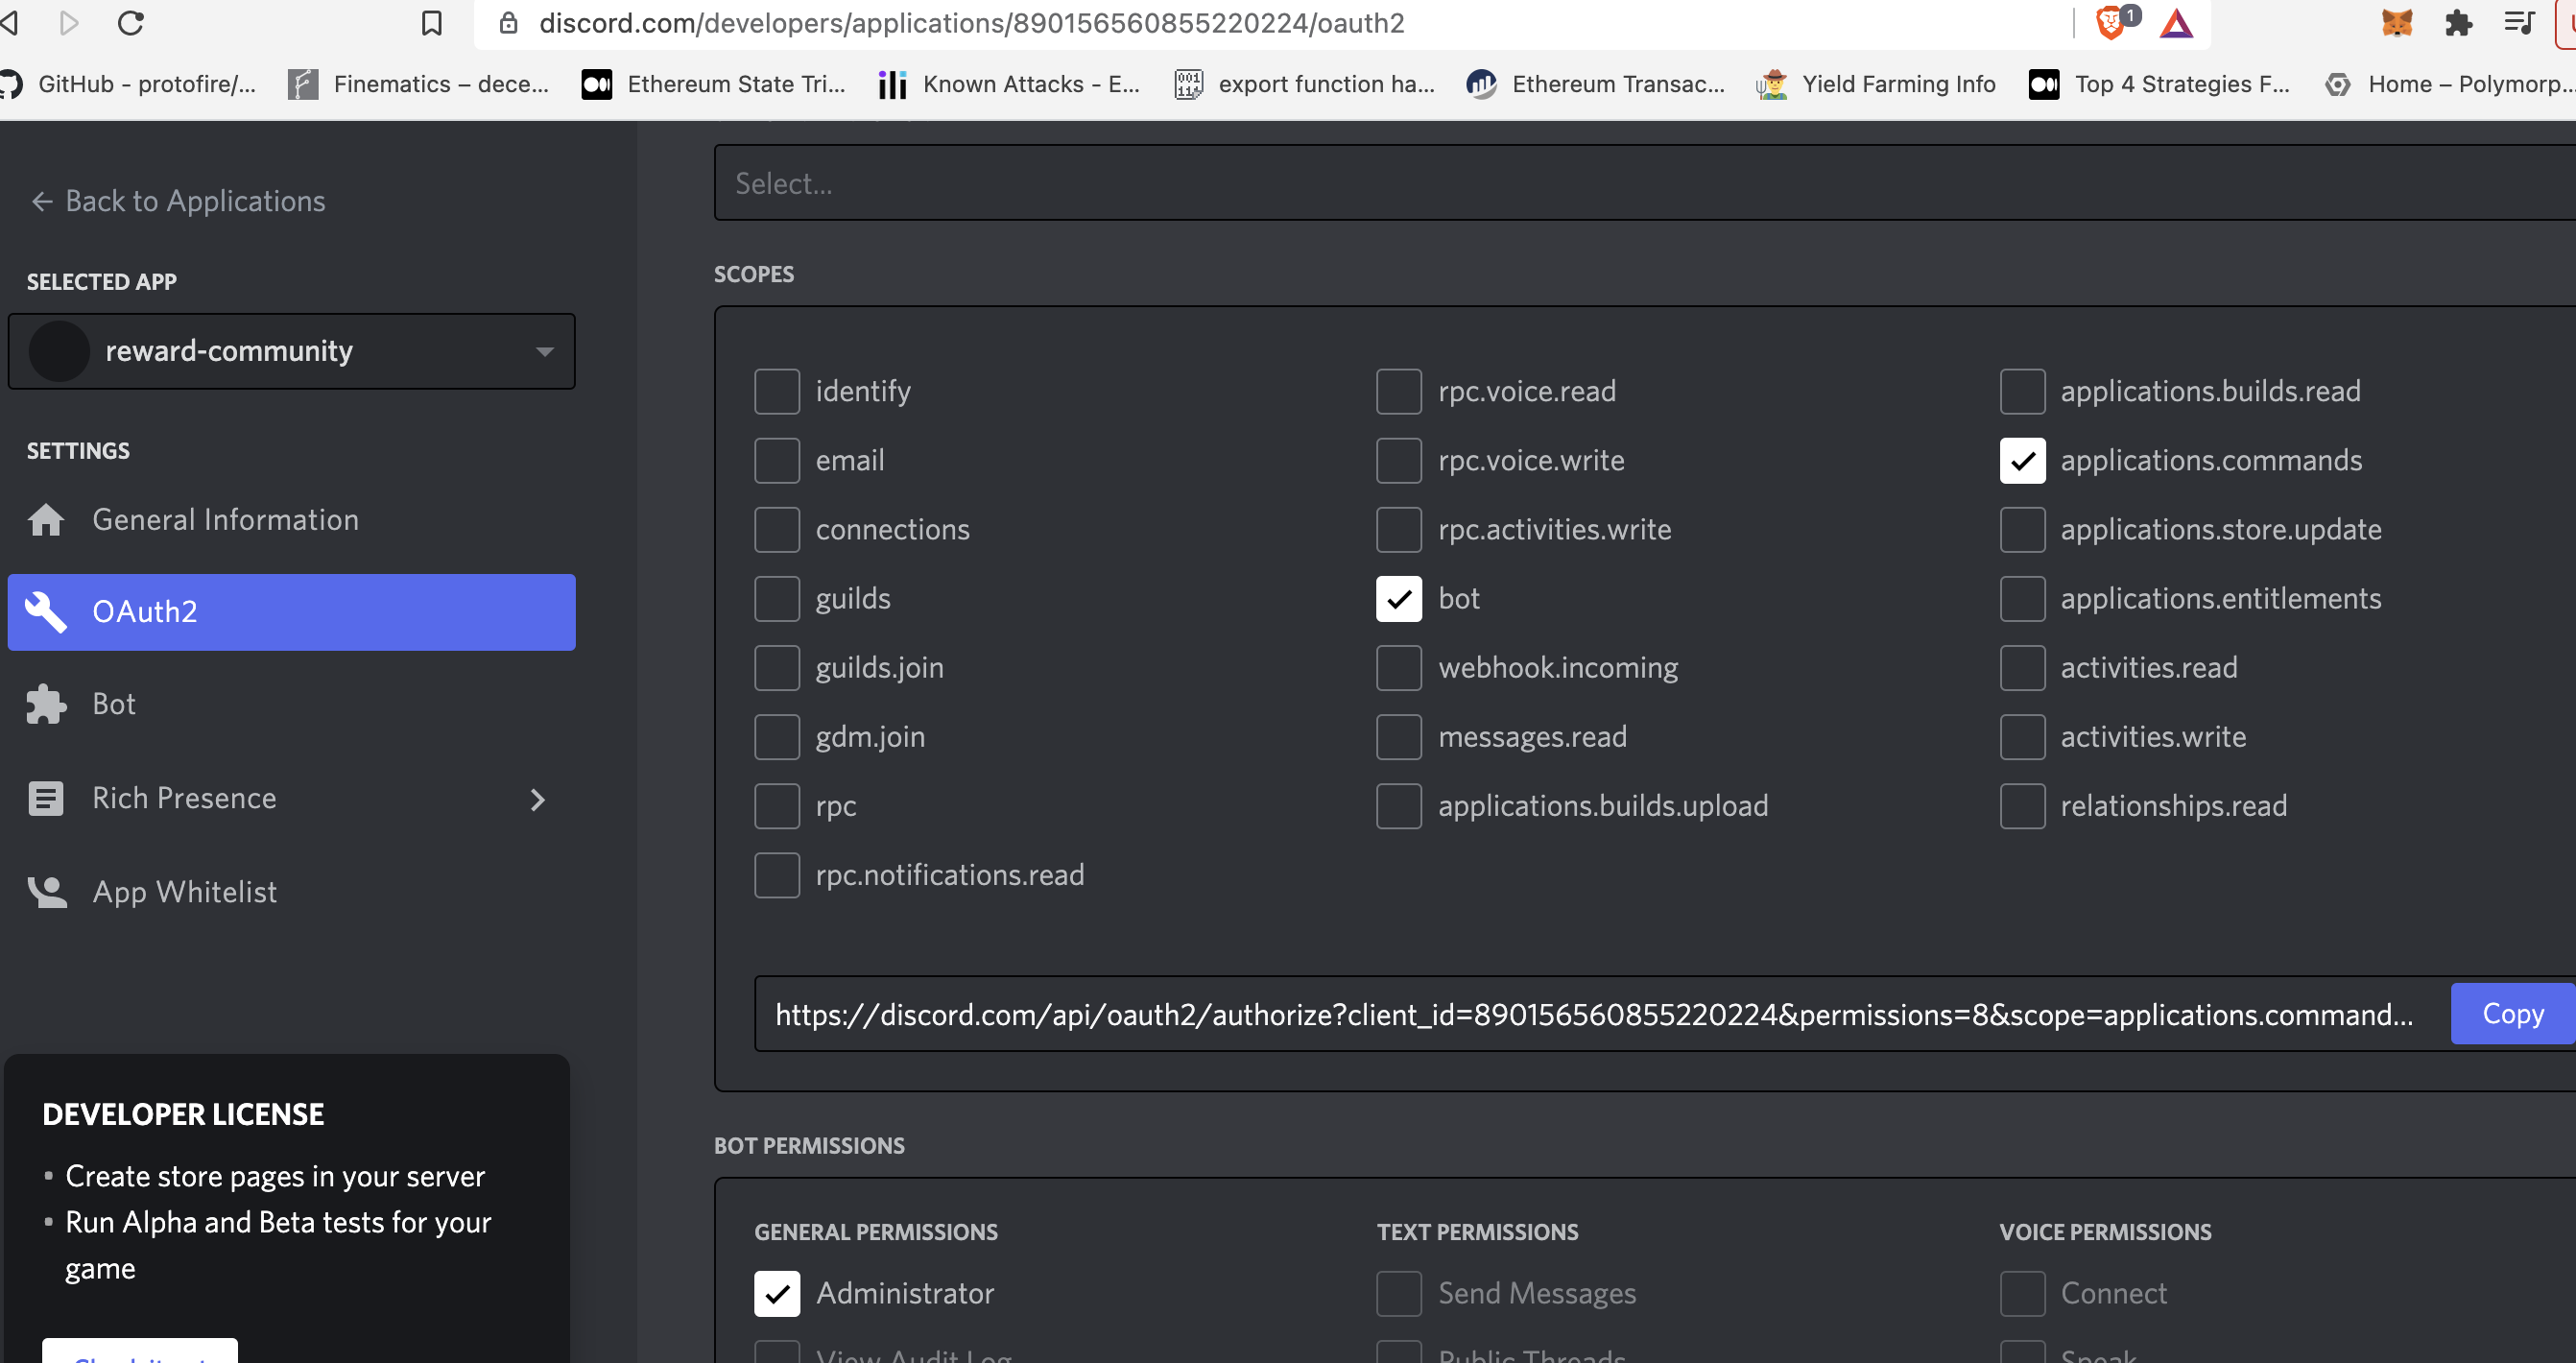 discord.com/developers/applications/890156560855220224/oauth2
1
GitHub - protofire/... Finematics – dece... Ethereum State Tri... Known Attacks - E... export function ha... Ethereum Transac... Yield Farming Info Top 4 Strategies F... Home – Polymorp...
← Back to Applications
SELECTED APP
reward-community
SETTINGS
General Information
OAuth2
Bot
Rich Presence
App Whitelist
DEVELOPER LICENSE
Create store pages in your server
Run Alpha and Beta tests for your
game
Select...
SCOPES
identify
email
connections
guilds
guilds.join
gdm.join
rpc
rpc.notifications.read
rpc.voice.read
rpc.voice.write
rpc.activities.write
bot
webhook.incoming
messages.read
applications.builds.upload
applications.builds.read
applications.commands
applications.store.update
applications.entitlements
activities.read
activities.write
relationships.read
https://discord.com/api/oauth2/authorize?client_id=890156560855220224&permissions=8&scope=applications.command...
Copy
BOT PERMISSIONS
GENERAL PERMISSIONS
Administrator
View Audit Log
TEXT PERMISSIONS
Send Messages
Public Threads
VOICE PERMISSIONS
Connect
Speak